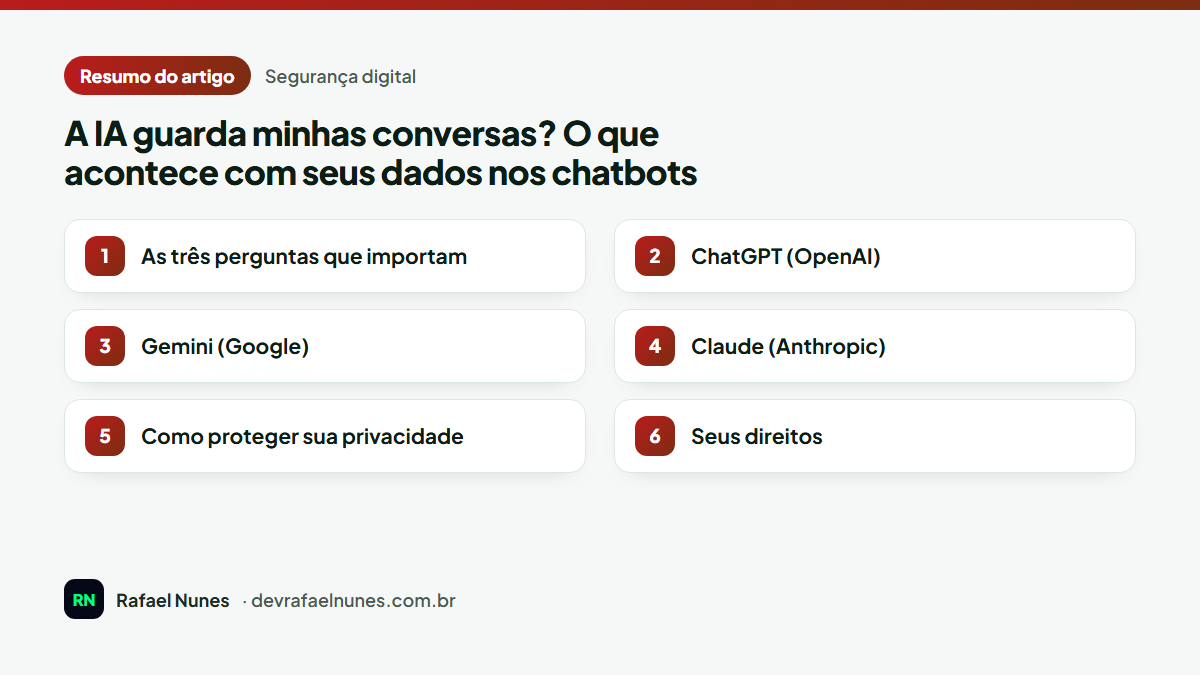 Resumo do artigo Segurança digital
A IA guarda minhas conversas? O que
acontece com seus dados nos chatbots
1 As três perguntas que importam
2 ChatGPT (OpenAI)
3 Gemini (Google)
4 Claude (Anthropic)
5 Como proteger sua privacidade
6 Seus direitos
RN Rafael Nunes · devrafaelnunes.com.br